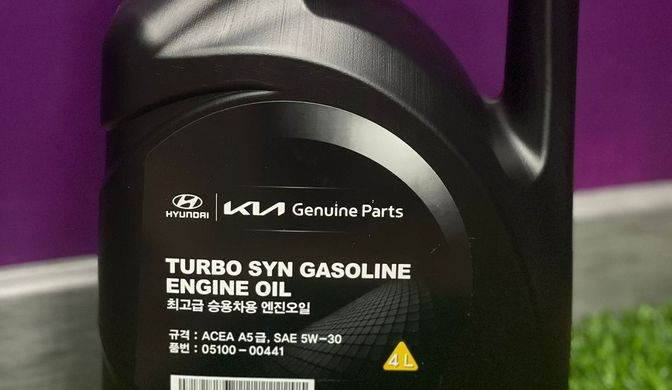 HYUNDAI KIA Genuine Parts
TURBO SYN GASOLINE
ENGINE OIL
최고급 승용차용 엔진오일
규격 : ACEA A5급, SAE 5W-30
품번 : 05100-00441
4 L